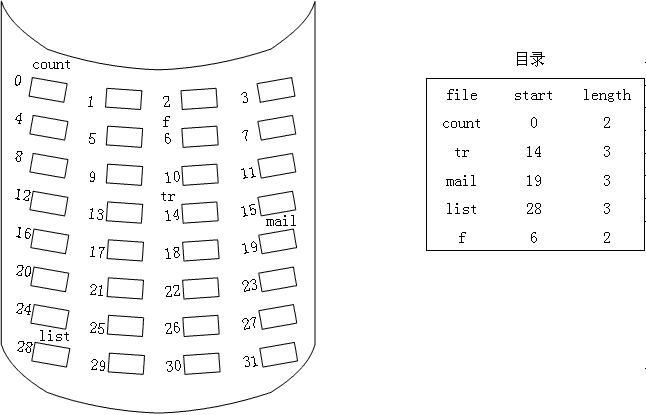 count
0 1 2 3
f
4 5 6 7
8 9 10 11
tr
12 13 14 15
mail
16 17 18 19
20 21 22 23
24 25 26 27
list
28 29 30 31
目录
file start length
count 0 2
tr 14 3
mail 19 3
list 28 3
f 6 2